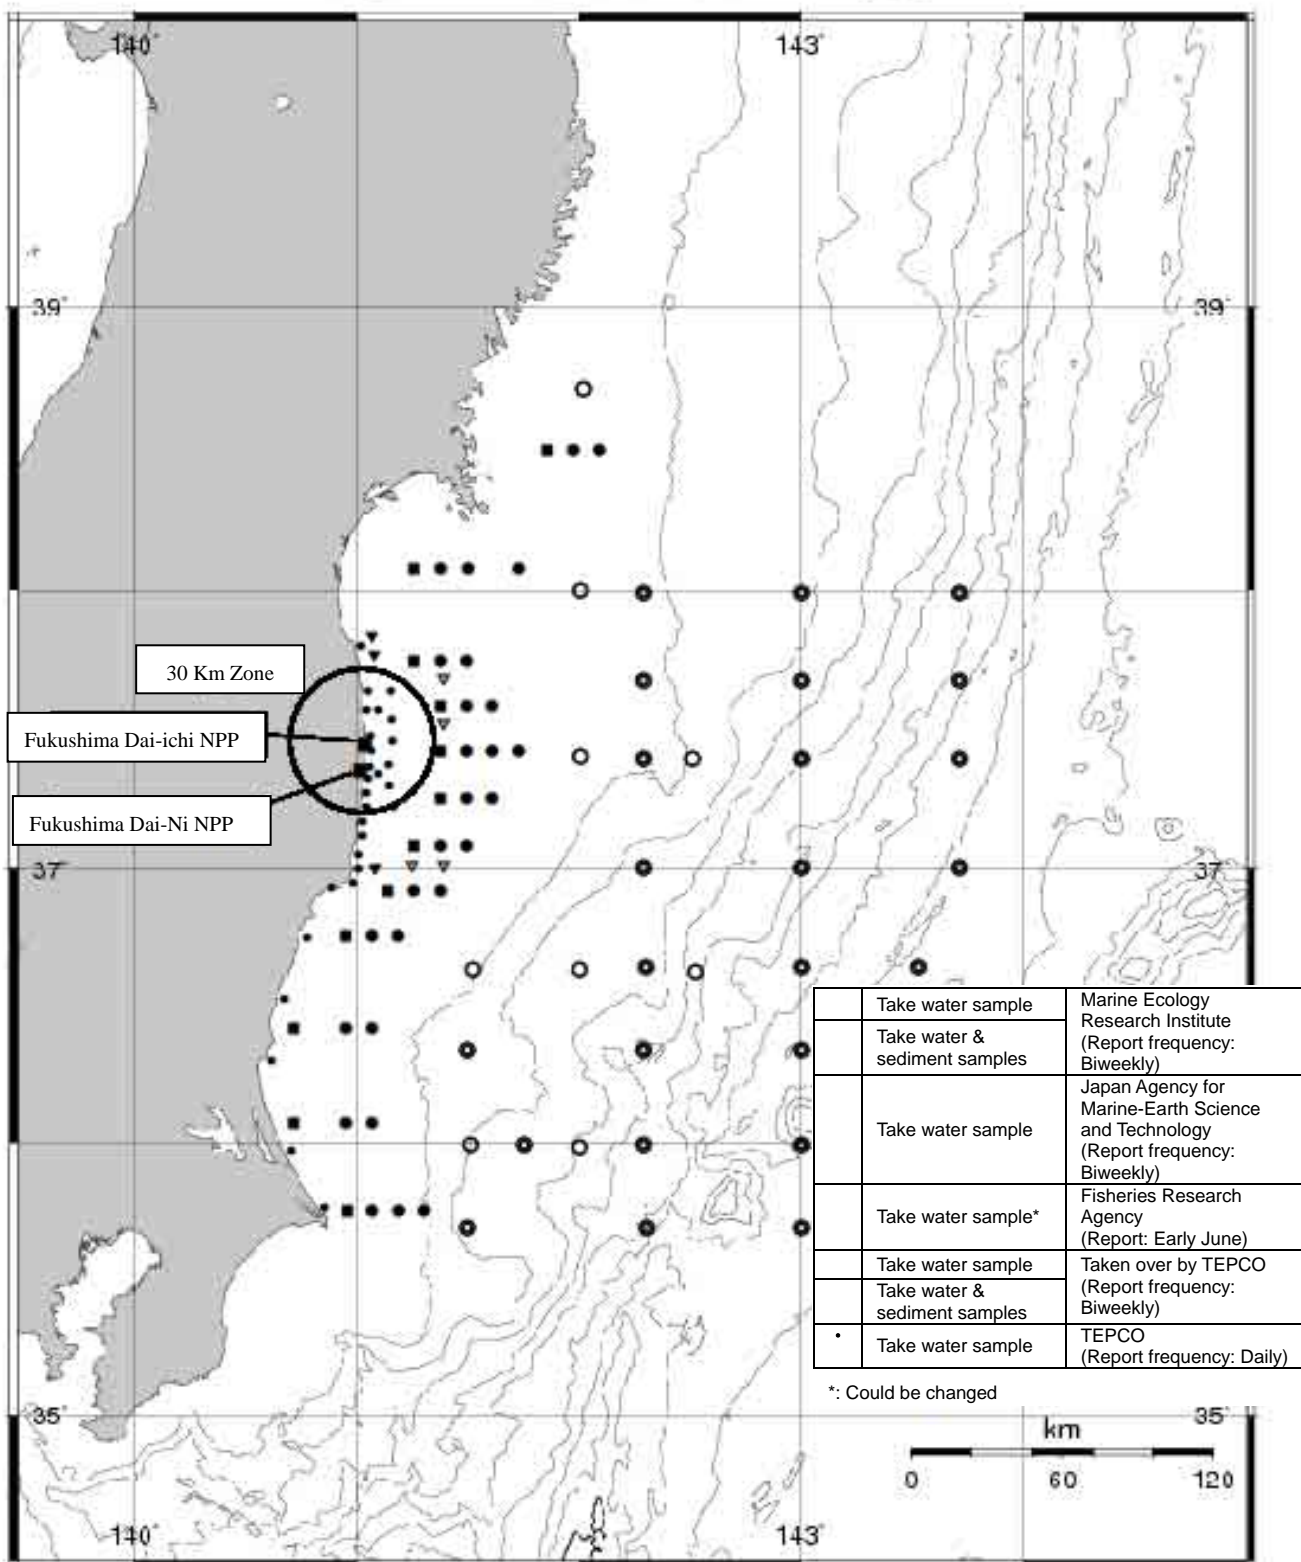 140°
143°
39°
39°
30 Km Zone
Fukushima Dai-ichi NPP
Fukushima Dai-Ni NPP
37°
37
Take water sample
Marine Ecology
Research Institute
(Report frequency:
Biweekly)
Take water &
sediment samples
Take water sample
Japan Agency for
Marine-Earth Science
and Technology
(Report frequency:
Biweekly)
Take water sample*
Fisheries Research
Agency
(Report: Early June)
Take water sample
Taken over by TEPCO
(Report frequency:
Biweekly)
Take water &
sediment samples
Take water sample
TEPCO
(Report frequency: Daily)
*: Could be changed
35°
35°
km
0 60 120
140°
143°